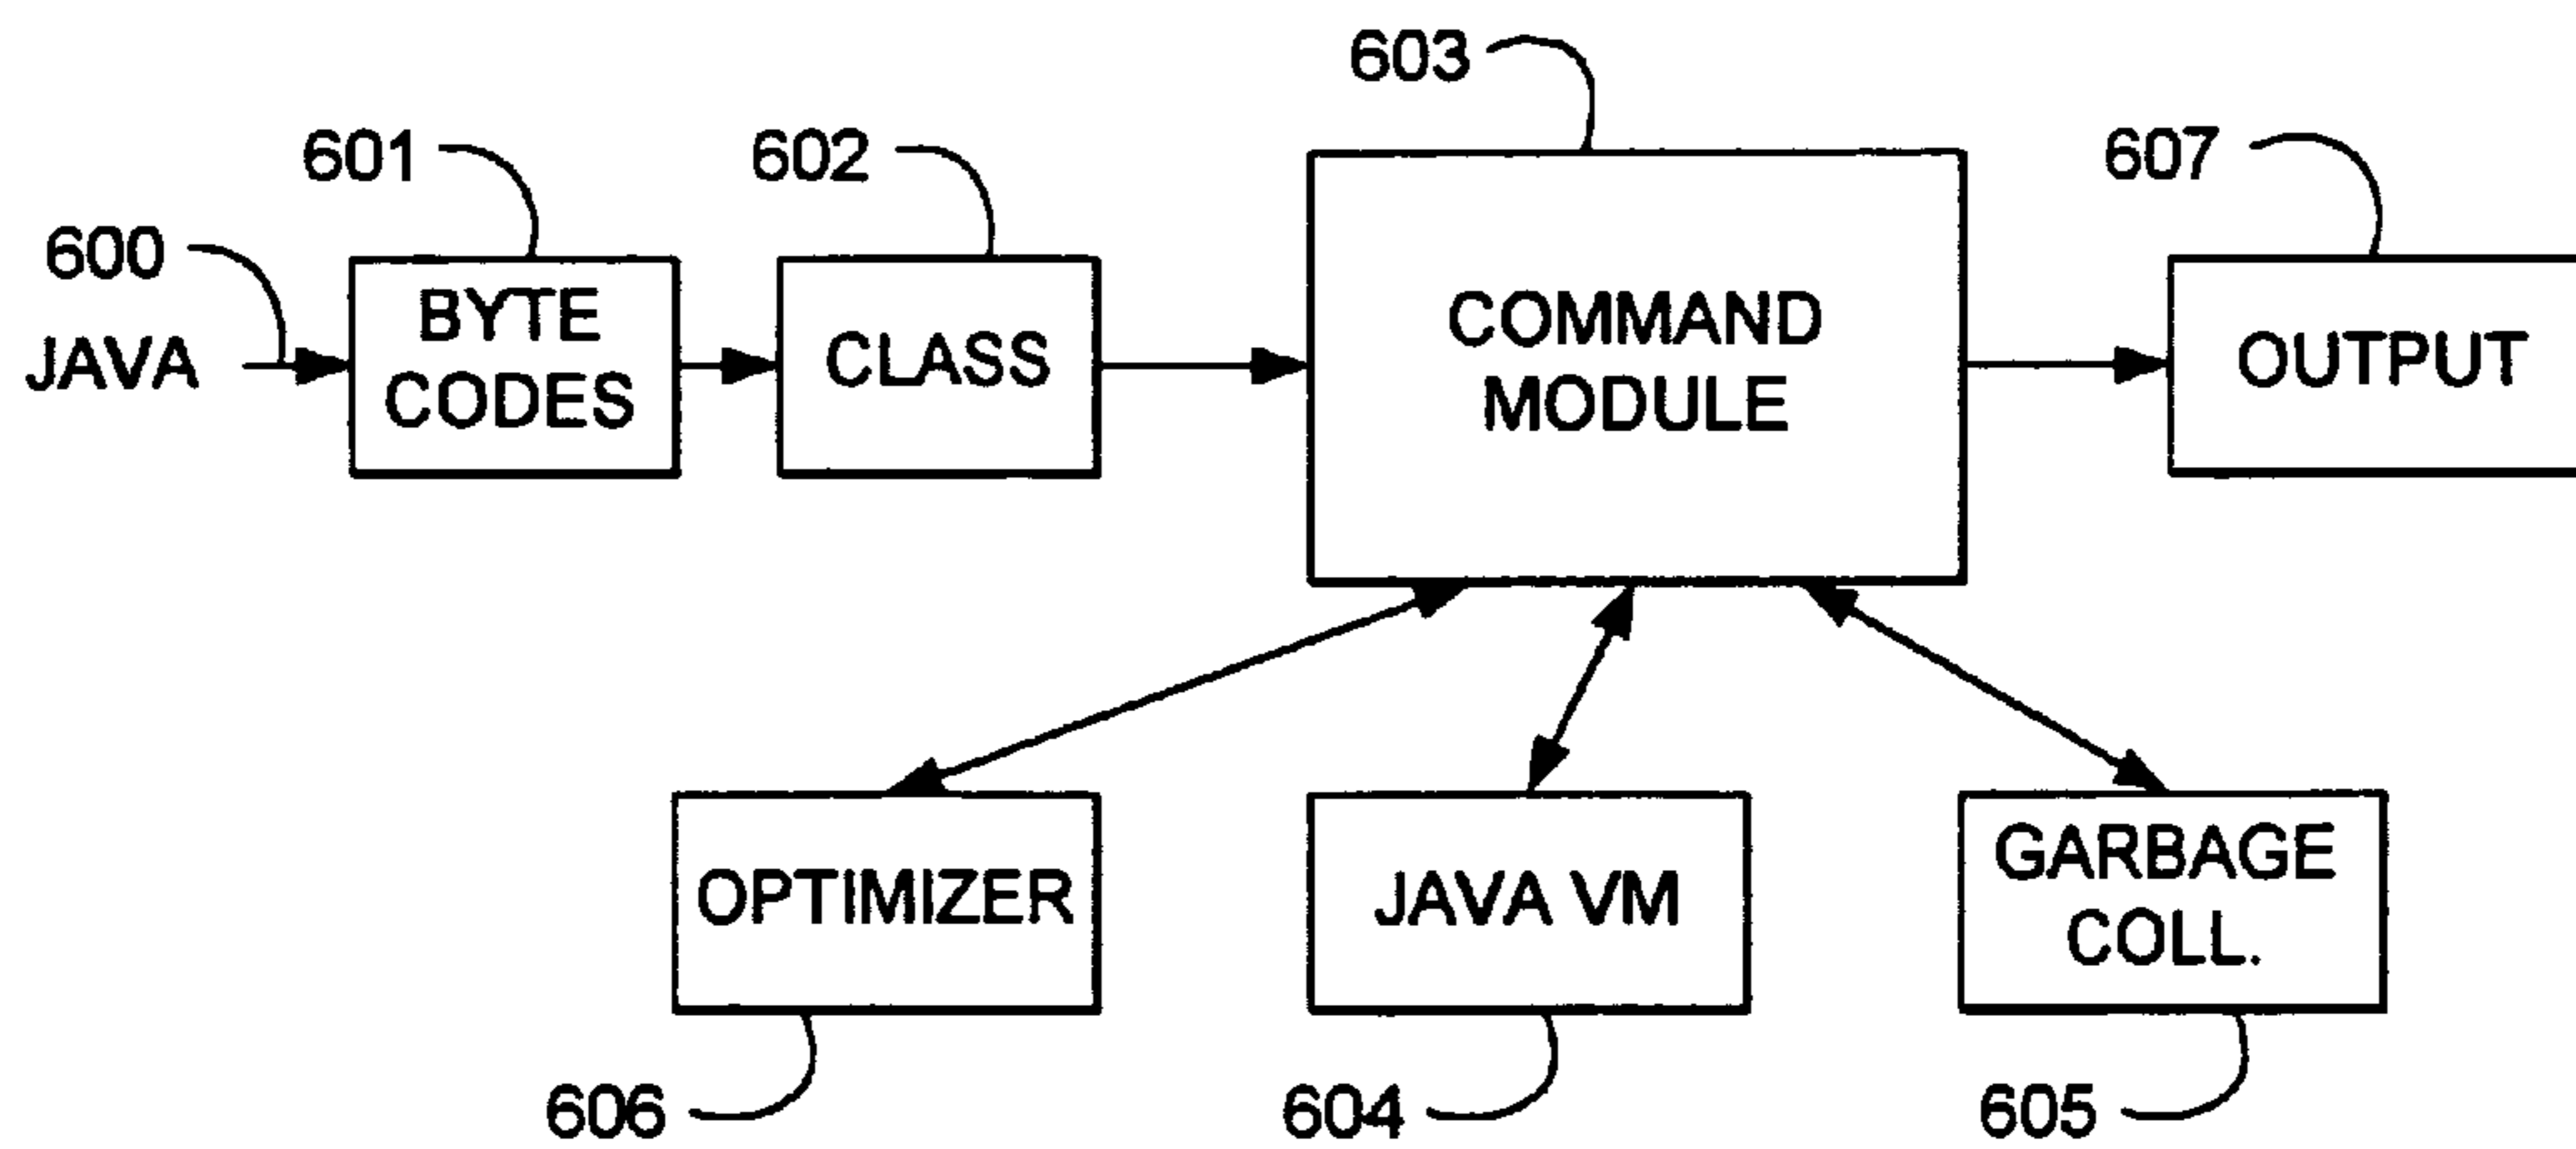 603
601
602
607
600
JAVA
BYTE
CODES
CLASS
COMMAND
MODULE
OUTPUT
OPTIMIZER
JAVA VM
GARBAGE
COLL.
606
604
605